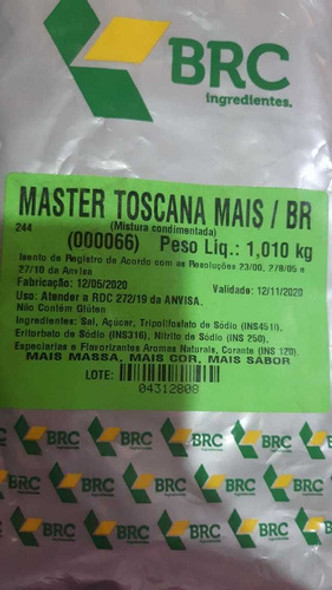 BRC
ingredientes.
MASTER TOSCANA MAIS / BR
244 (Mistura condimentada)
(000066) Peso Líq.: 1,010 kg
Isento de Registro de Acordo com as Resoluções 23/00, 278/05 e
27/10 da Anvisa
Fabricação: 12/05/2020 Validade: 12/11/2020
Uso: Atender a RDC 272/19 da ANVISA.
Não Contém Glúten
Ingredientes: Sal, Açúcar, Tripolifosfato de Sódio (INS451i),
Eritorbato de Sódio (INS316), Nitrito de Sódio (INS 250),
Especiarias e Flavorizantes Aromas Naturais, Corante (INS 120).
MAIS MASSA, MAIS COR, MAIS SABOR
LOTE:
04312808
BRC BRC BRC BRC
BRC BRC BRC BRC
BRC BRC BRC BRC
BRC BRC BRC